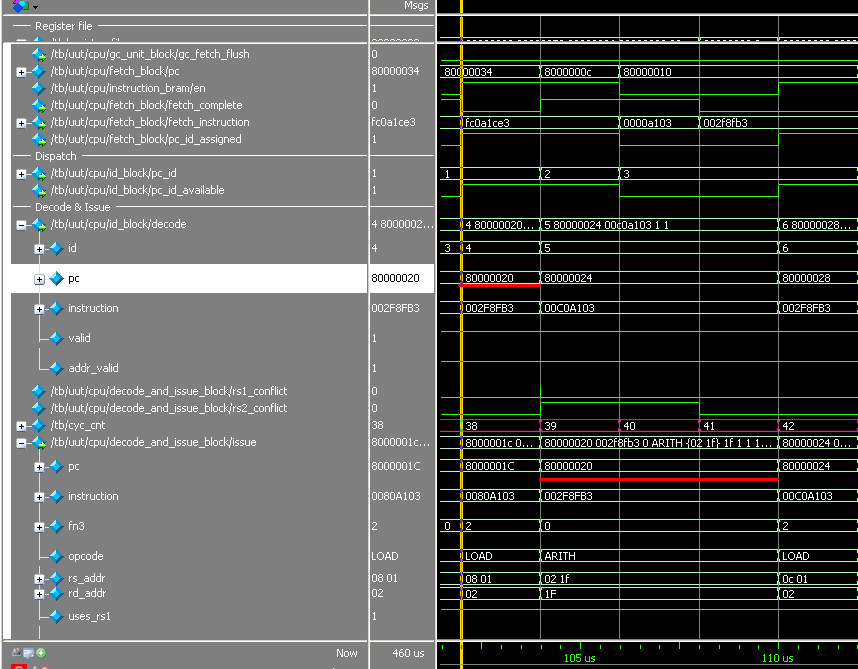 Msgs
Register file
/tb/uut/cpu/gc_unit_block/gc_fetch_flush 0
/tb/uut/cpu/fetch_block/pc 80000034 80000034 8000000c 80000010
/tb/uut/cpu/instruction_bram/en 1
/tb/uut/cpu/fetch_block/fetch_complete 0
/tb/uut/cpu/fetch_block/fetch_instruction fc0a1ce3 fc0a1ce3 0000a103 002f8fb3
/tb/uut/cpu/fetch_block/pc_id_assigned 1
Dispatch
/tb/uut/cpu/id_block/pc_id 1 1 2 3
/tb/uut/cpu/id_block/pc_id_available 1
Decode & Issue
/tb/uut/cpu/id_block/decode 4 8000002... 4 80000020... 5 80000024 00c0a103 1 1 6 80000028...
id 4 3 4 5 6
pc 80000020 80000020 80000024 80000028
instruction 002F8FB3 002F8FB3 00C0A103 002F8FB3
valid 1
addr_valid 1
/tb/uut/cpu/decode_and_issue_block/rs1_conflict 0
/tb/uut/cpu/decode_and_issue_block/rs2_conflict 0
/tb/cyc_cnt 38 38 39 40 41 42
/tb/uut/cpu/decode_and_issue_block/issue 8000001c... 8000001c 0... 80000020 002f8fb3 0 ARITH {02 1f} 1f 1 1 1... 80000024 0...
pc 8000001C 8000001C 80000020 80000024
instruction 0080A103 0080A103 002F8FB3 00C0A103
fn3 2 0 2 0 2
opcode LOAD LOAD ARITH LOAD
rs_addr 08 01 08 01 02 1f 0c 01
rd_addr 02 02 1F 02
uses_rs1 1
Now 460 us 105 us 110 us